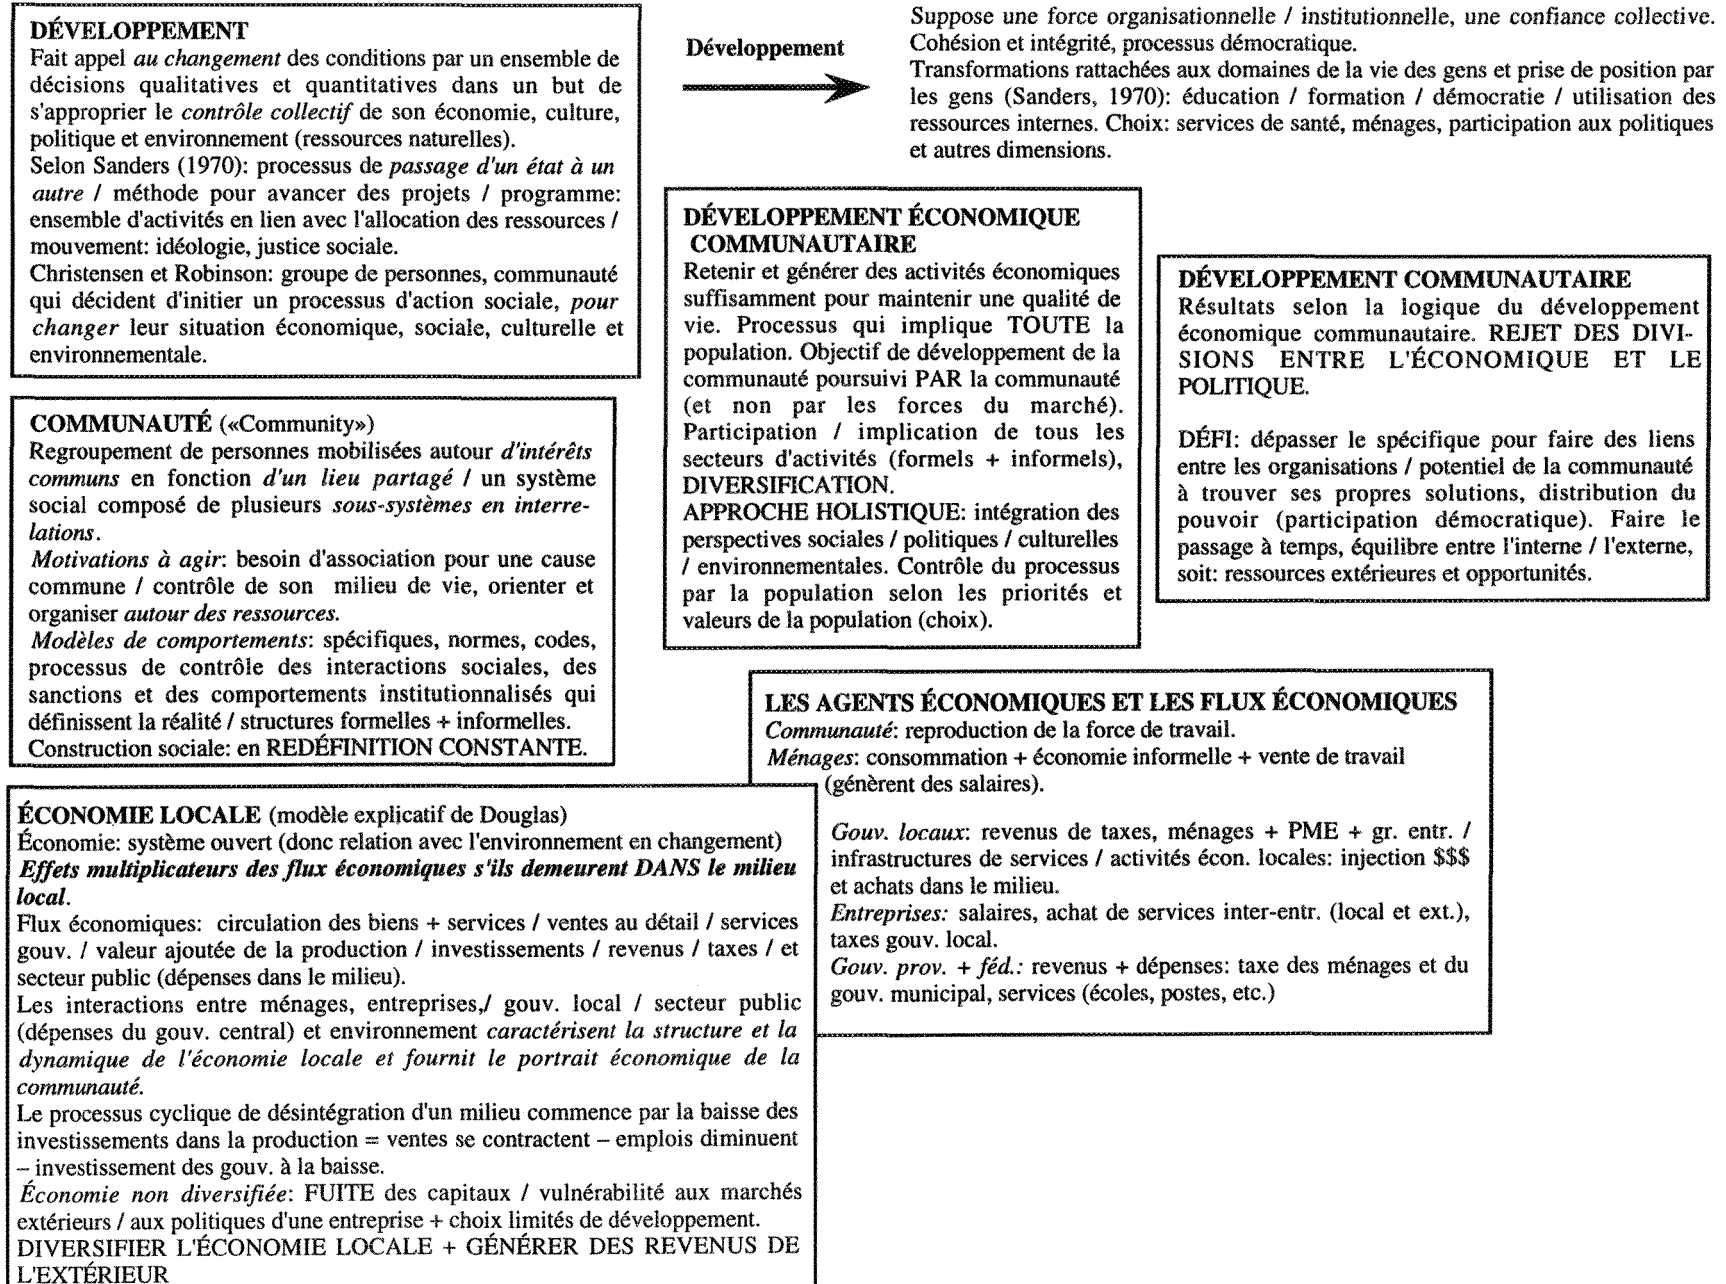 DÉVELOPPEMENT
Fait appel au changement des conditions par un ensemble de
décisions qualitatives et quantitatives dans un but de
s'approprier le contrôle collectif de son économie, culture,
politique et environnement (ressources naturelles).
Selon Sanders (1970): processus de passage d'un état à un
autre / méthode pour avancer des projets / programme:
ensemble d'activités en lien avec l'allocation des ressources /
mouvement: idéologie, justice sociale.
Christensen et Robinson: groupe de personnes, communauté
qui décident d'initier un processus d'action sociale, pour
changer leur situation économique, sociale, culturelle et
environnementale.
Développement
Suppose une force organisationnelle / institutionnelle, une confiance collective.
Cohésion et intégrité, processus démocratique.
Transformations rattachées aux domaines de la vie des gens et prise de position par
les gens (Sanders, 1970): éducation / formation / démocratie / utilisation des
ressources internes. Choix: services de santé, ménages, participation aux politiques
et autres dimensions.
DÉVELOPPEMENT ÉCONOMIQUE
COMMUNAUTAIRE
Retenir et générer des activités économiques
suffisamment pour maintenir une qualité de
vie. Processus qui implique TOUTE la
population. Objectif de développement de la
communauté poursuivi PAR la communauté
(et non par les forces du marché).
Participation / implication de tous les
secteurs d'activités (formels + informels),
DIVERSIFICATION.
APPROCHE HOLISTIQUE: intégration des
perspectives sociales / politiques / culturelles
/ environnementales. Contrôle du processus
par la population selon les priorités et
valeurs de la population (choix).
DÉVELOPPEMENT COMMUNAUTAIRE
Résultats selon la logique du développement
économique communautaire. REJET DES DIVI-
SIONS ENTRE L'ÉCONOMIQUE ET LE
POLITIQUE.
DÉFI: dépasser le spécifique pour faire des liens
entre les organisations / potentiel de la communauté
à trouver ses propres solutions, distribution du
pouvoir (participation démocratique). Faire le
passage à temps, équilibre entre l'interne / l'externe,
soit: ressources extérieures et opportunités.
COMMUNAUTÉ («Community»)
Regroupement de personnes mobilisées autour d'intérêts
communs en fonction d'un lieu partagé / un système
social composé de plusieurs sous-systèmes en interre-
lations.
Motivations à agir: besoin d'association pour une cause
commune / contrôle de son milieu de vie, orienter et
organiser autour des ressources.
Modèles de comportements: spécifiques, normes, codes,
processus de contrôle des interactions sociales, des
sanctions et des comportements institutionnalisés qui
définissent la réalité / structures formelles + informelles.
Construction sociale: en REDÉFINITION CONSTANTE.
LES AGENTS ÉCONOMIQUES ET LES FLUX ÉCONOMIQUES
Communauté: reproduction de la force de travail.
Ménages: consommation + économie informelle + vente de travail
(génèrent des salaires).
Gouv. locaux: revenus de taxes, ménages + PME + gr. entr. /
infrastructures de services / activités écon. locales: injection $$$
et achats dans le milieu.
Entreprises: salaires, achat de services inter-entr. (local et ext.),
taxes gouv. local.
Gouv. prov. + féd.: revenus + dépenses: taxe des ménages et du
gouv. municipal, services (écoles, postes, etc.)
ÉCONOMIE LOCALE (modèle explicatif de Douglas)
Économie: système ouvert (donc relation avec l'environnement en changement)
Effets multiplicateurs des flux économiques s'ils demeurent DANS le milieu
local.
Flux économiques: circulation des biens + services / ventes au détail / services
gouv. / valeur ajoutée de la production / investissements / revenus / taxes / et
secteur public (dépenses dans le milieu).
Les interactions entre ménages, entreprises,/ gouv. local / secteur public
(dépenses du gouv. central) et environnement caractérisent la structure et la
dynamique de l'économie locale et fournit le portrait économique de la
communauté.
Le processus cyclique de désintégration d'un milieu commence par la baisse des
investissements dans la production = ventes se contractent – emplois diminuent
– investissement des gouv. à la baisse.
Économie non diversifiée: FUITE des capitaux / vulnérabilité aux marchés
extérieurs / aux politiques d'une entreprise + choix limités de développement.
DIVERSIFIER L'ÉCONOMIE LOCALE + GÉNÉRER DES REVENUS DE
L'EXTÉRIEUR